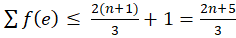 ∑ f(e) ≤ 2(n+1)/3 + 1 = 2n+5/3